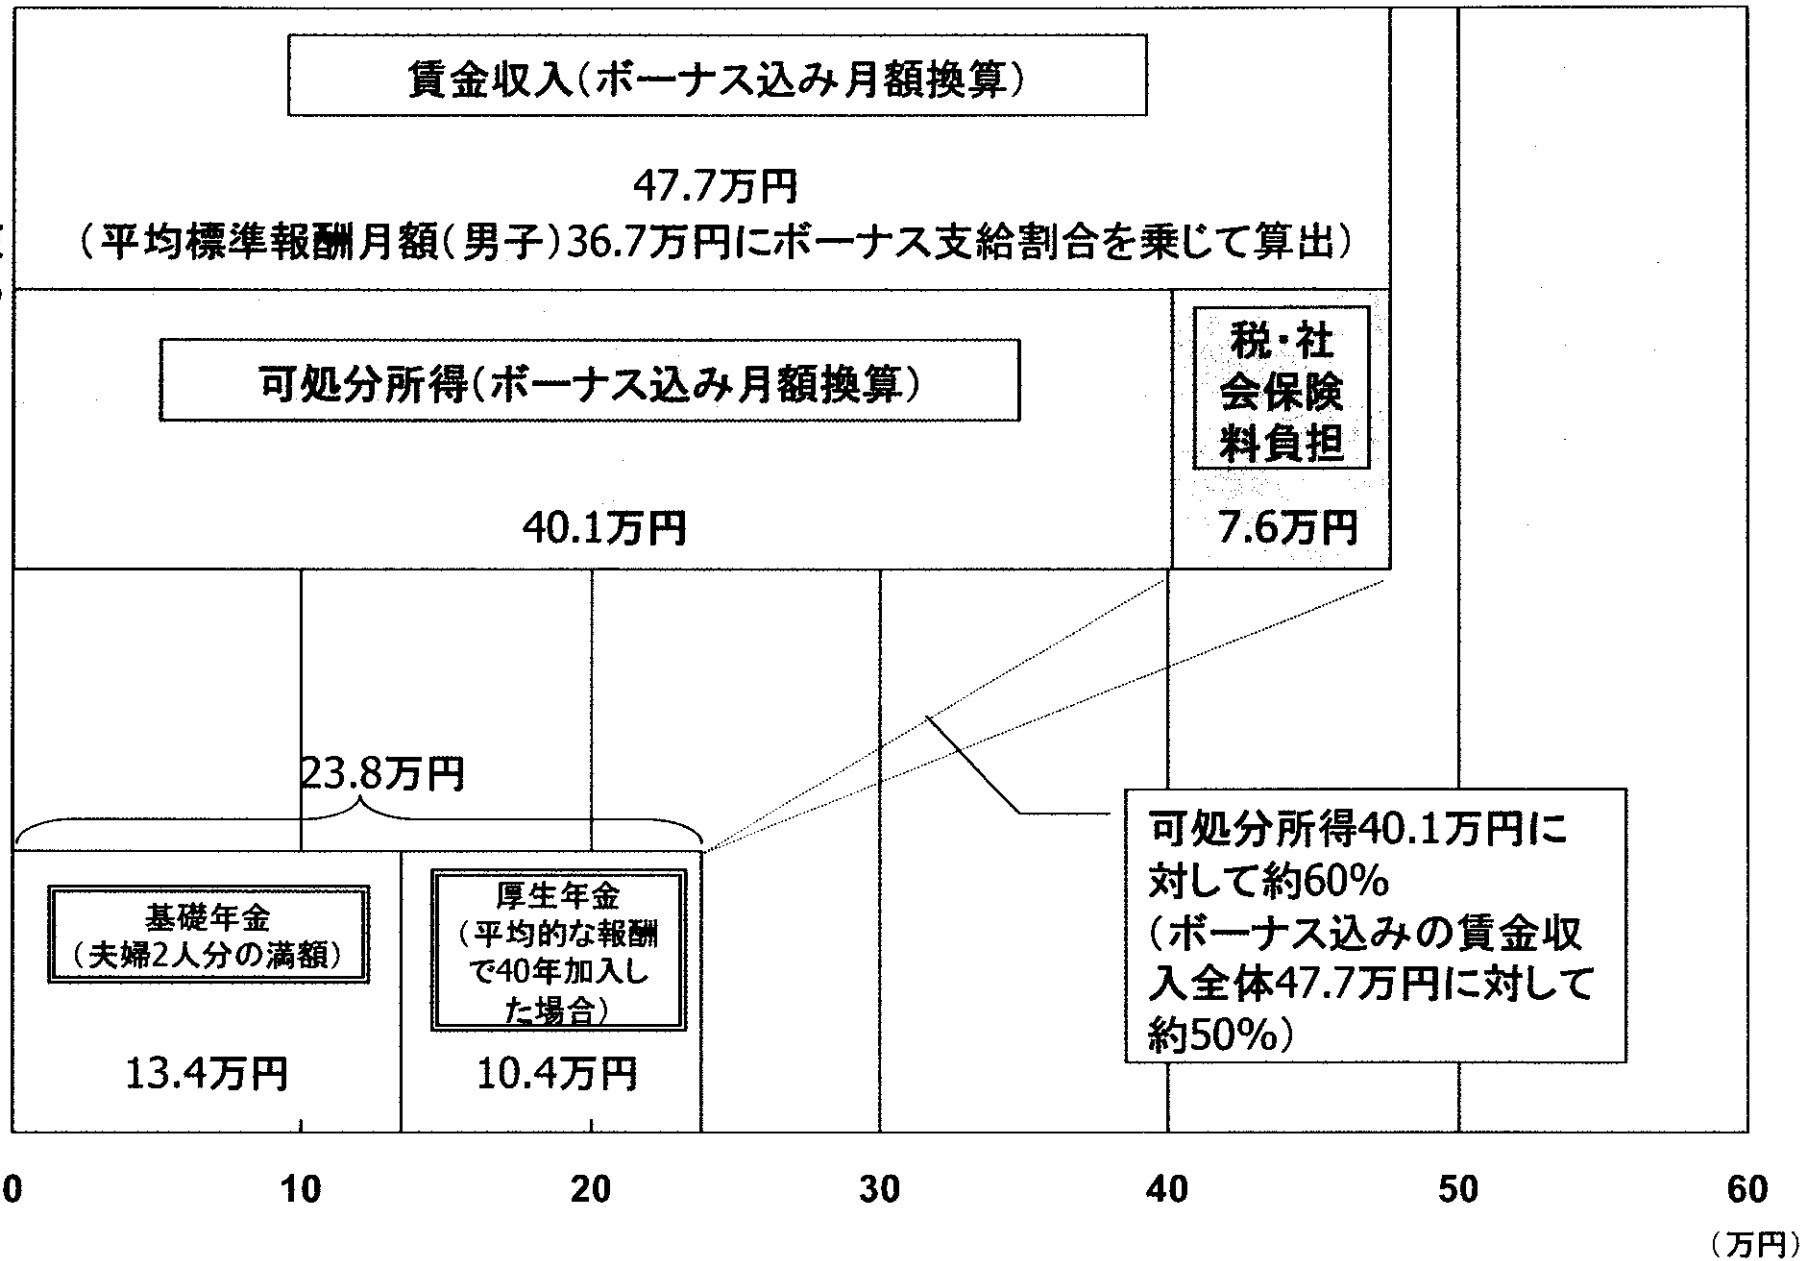 賃金収入(ボーナス込み月額換算)
47.7万円
(平均標準報酬月額(男子)36.7万円にボーナス支給割合を乗じて算出)
可処分所得(ボーナス込み月額換算)
40.1万円
税・社
会保険
料負担
7.6万円
23.8万円
基礎年金
(夫婦2人分の満額)
13.4万円
厚生年金
(平均的な報酬
で40年加入し
た場合)
10.4万円
可処分所得40.1万円に
対して約60%
(ボーナス込みの賃金収
入全体47.7万円に対して
約50%)
0 10 20 30 40 50 60
(万円)